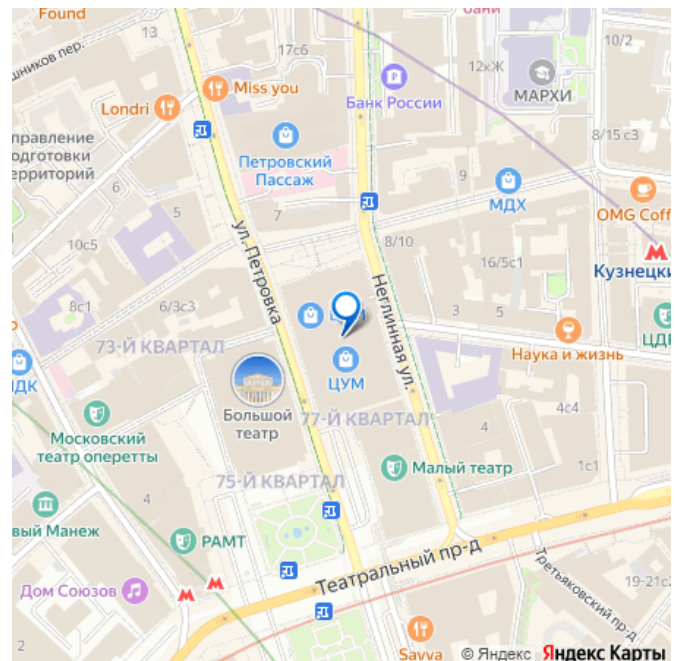 Found
13
17с6
бани
10/2
12кЖ
МАРХИ
шников пер.
Miss you
Londri
Банк России
8/15 с3
правление
одготовки
ерриторий
Петровский
Пассаж
6
5
7
9
МДХ
OMG Coff
10с5
ул. Петровка
8/10
Неглинная ул.
16/5с1
Кузнецки
8с1
6/3с3
3
5
ЦД
73-Й КВАРТАЛ
Наука и жизнь
ДК
ЦУМ
Большой
театр
77-Й КВАРТАЛ
4с4
Московский
театр оперетты
4
75-Й КВАРТАЛ
Малый театр
1с1
4
вый Манеж
РАМТ
Театральный пр-д
Третьяковский пр-д
19-21с2
Дом Союзов
2
Savva
© Яндекс Яндекс Карты